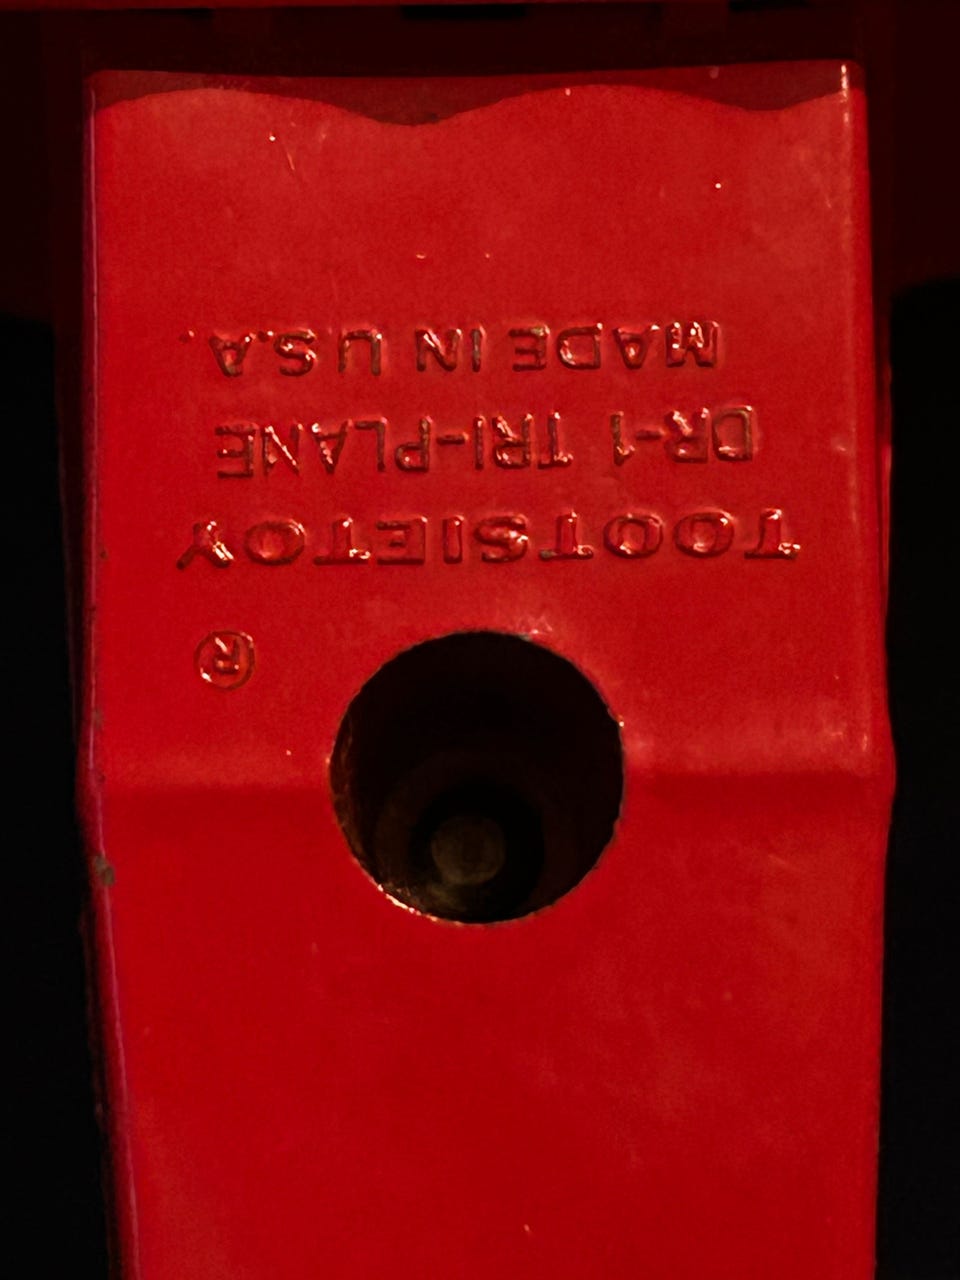 ®
TOOTSIETOY
DR-1 TRI-PLANE
MADE IN U.S.A.